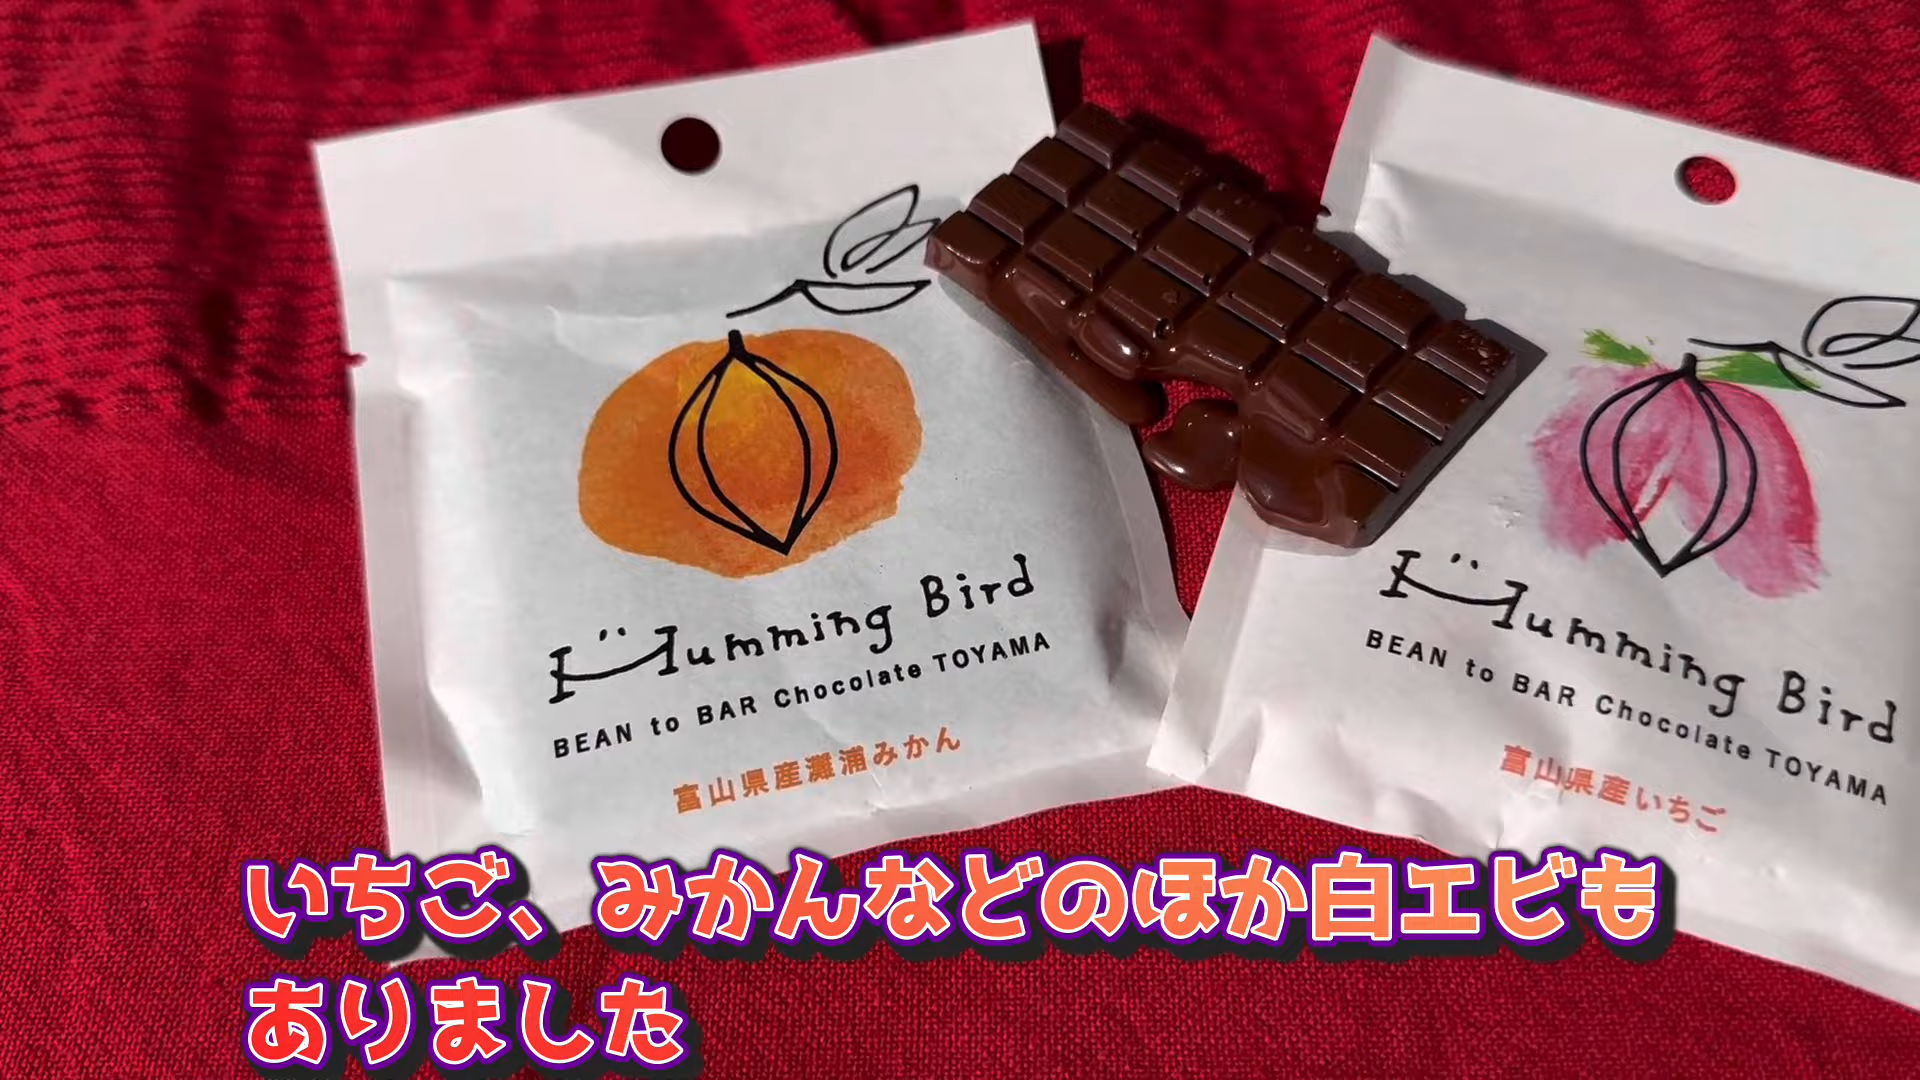 Humming Bird
BEAN to BAR Chocolate TOYAMA
富山県産灘浦みかん
Humming Bird
BEAN to BAR Chocolate TOYAMA
富山県産いちご
いちご、みかんなどのほか白エビも
ありました